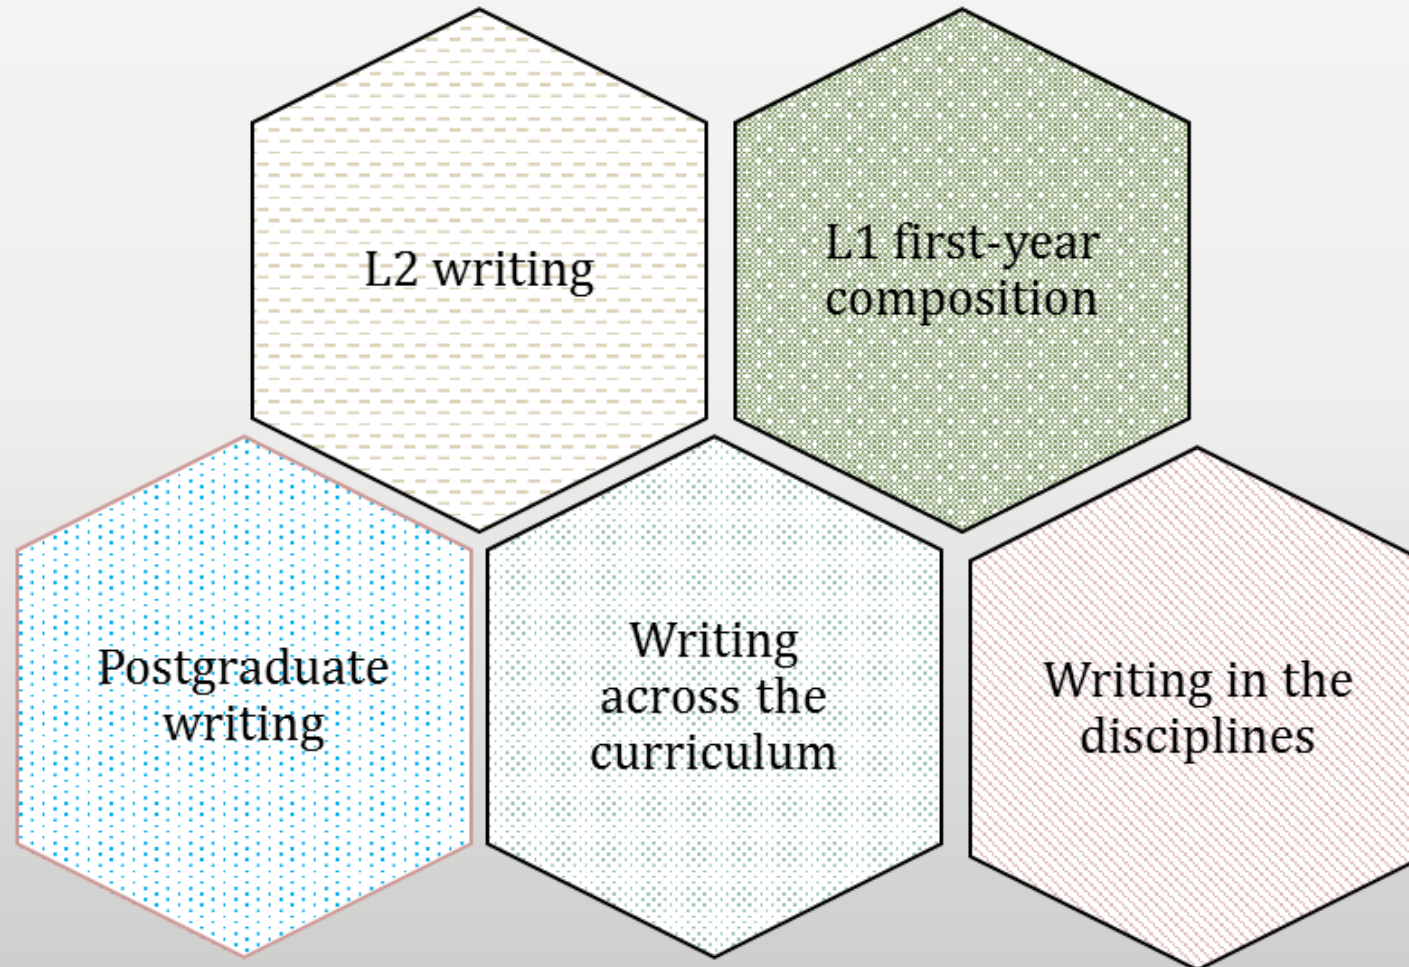 L2 writing
L1 first-year
composition
Postgraduate
writing
Writing
across the
curriculum
Writing in the
disciplines